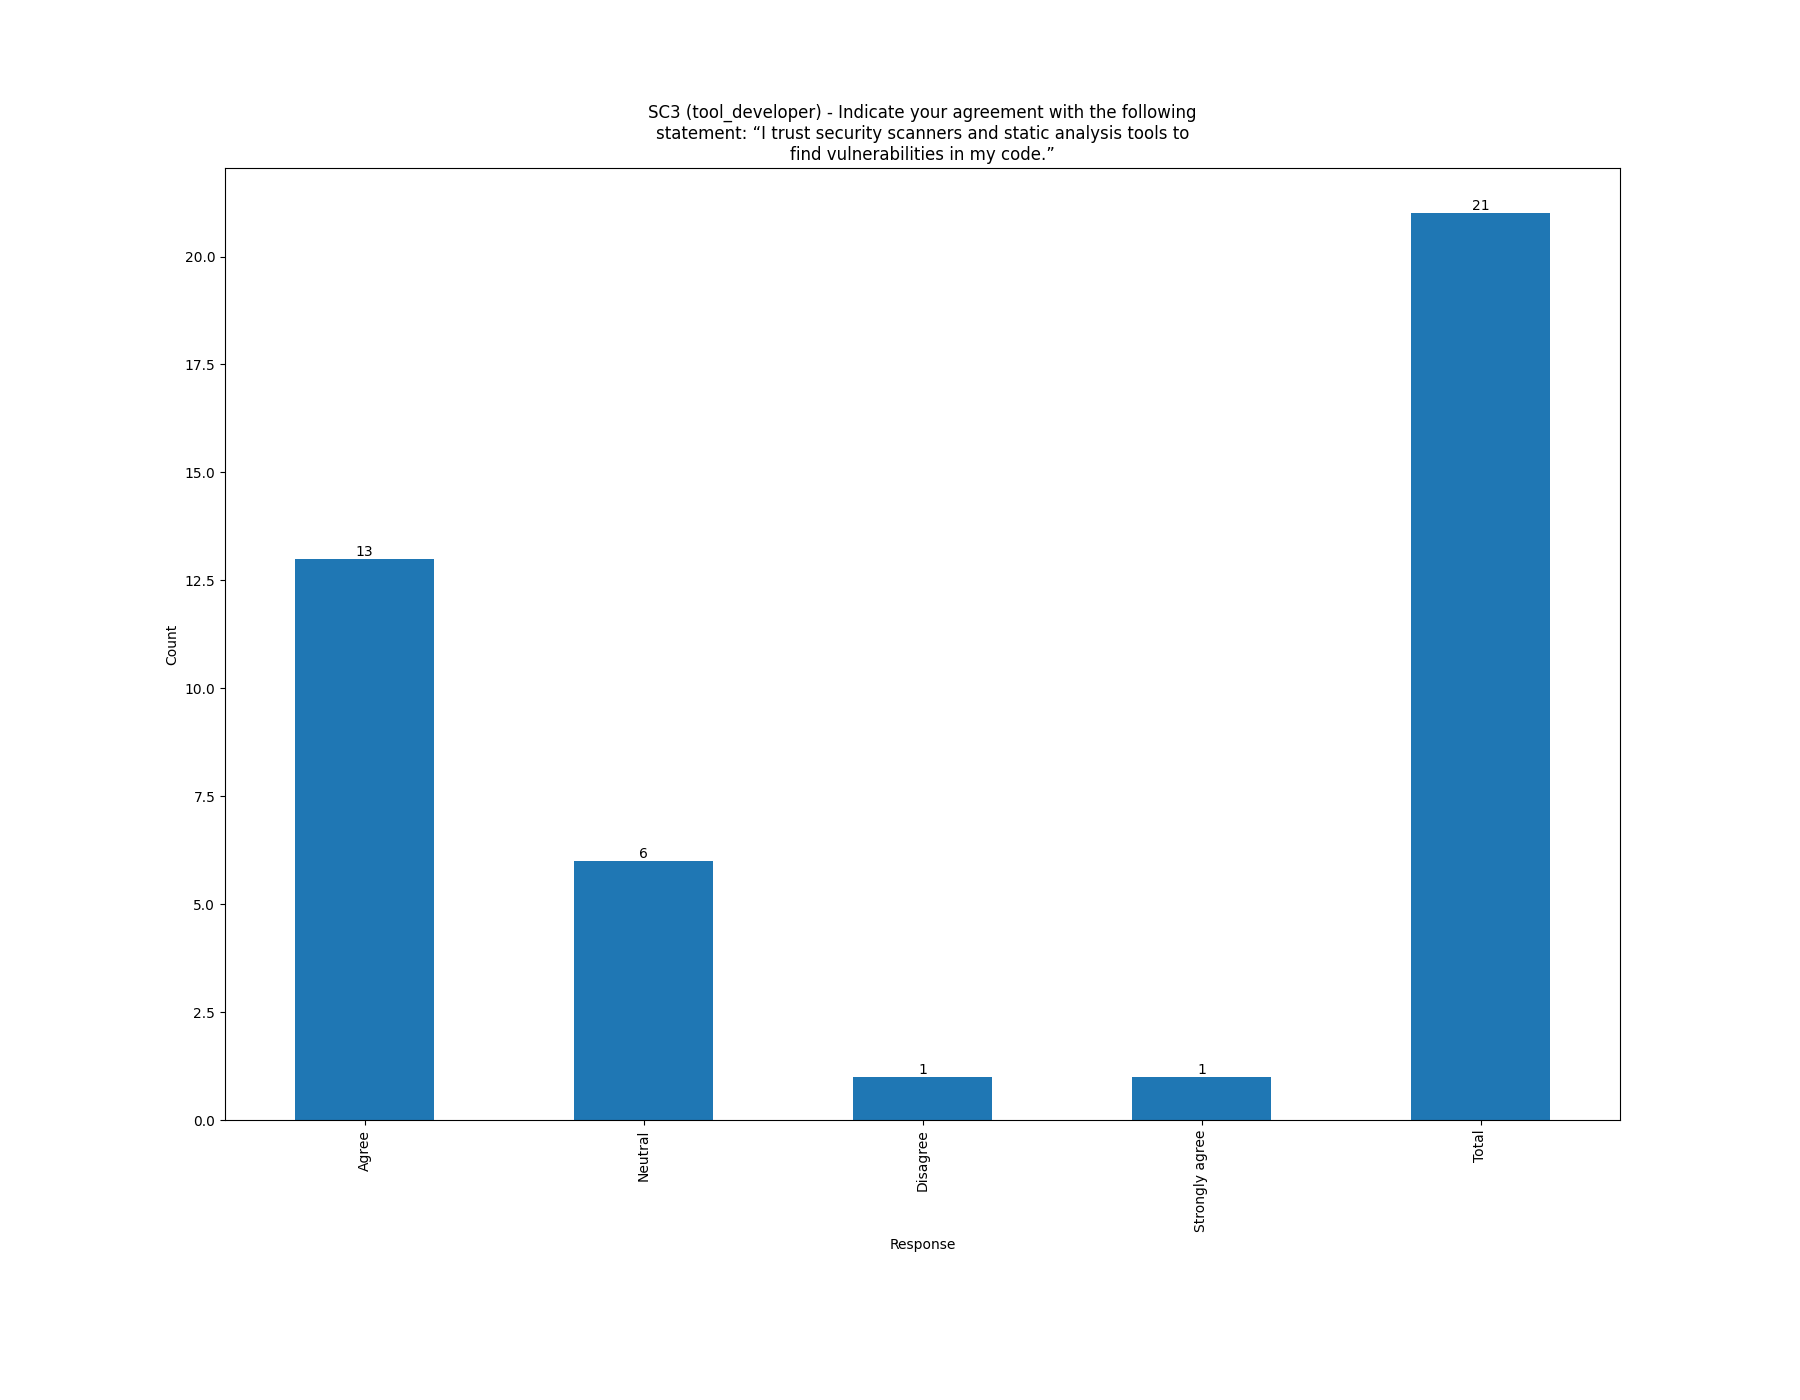 SC3 (tool_developer) - Indicate your agreement with the following
statement: “I trust security scanners and static analysis tools to
find vulnerabilities in my code.”
21
20.0
17.5
15.0
13
12.5
Count
10.0
7.5
6
5.0
2.5
1
1
0.0
Agree
Neutral
Disagree
Strongly agree
Total
Response